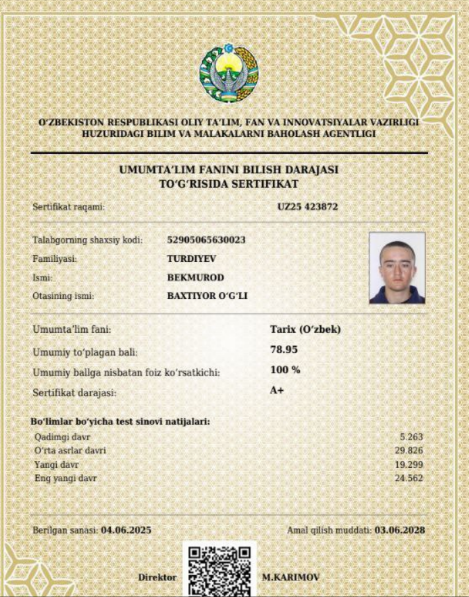 O‘ZBEKISTON RESPUBLIKASI OLIY TA’LIM, FAN VA INNOVATSIYALAR VAZIRLIGI
HUZURIDAGI BILIM VA MALAKALARNI BAHOLASH AGENTLIGI
UMUMTA’LIM FANINI BILISH DARAJASI
TO‘G‘RISIDA SERTIFIKAT
Sertifikat raqami: UZ25 423872
Talabgorning shaxsiy kodi: 52905065630023
Familiyasi: TURDIYEV
Ismi: BEKMUROD
Otasining ismi: BAXTIYOR O‘G‘LI
Umumta’lim fani: Tarix (O‘zbek)
Umumiy to‘plagan bali: 78.95
Umumiy ballga nisbatan foiz ko‘rsatkichi: 100 %
Sertifikat darajasi: A+
Bo‘limlar bo‘yicha test sinovi natijalari:
Qadimgi davr 5.263
O‘rta asrlar davri 29.826
Yangi davr 19.299
Eng yangi davr 24.562
Berilgan sanasi: 04.06.2025 Amal qilish muddati: 03.06.2028
Direktor M.KARIMOV